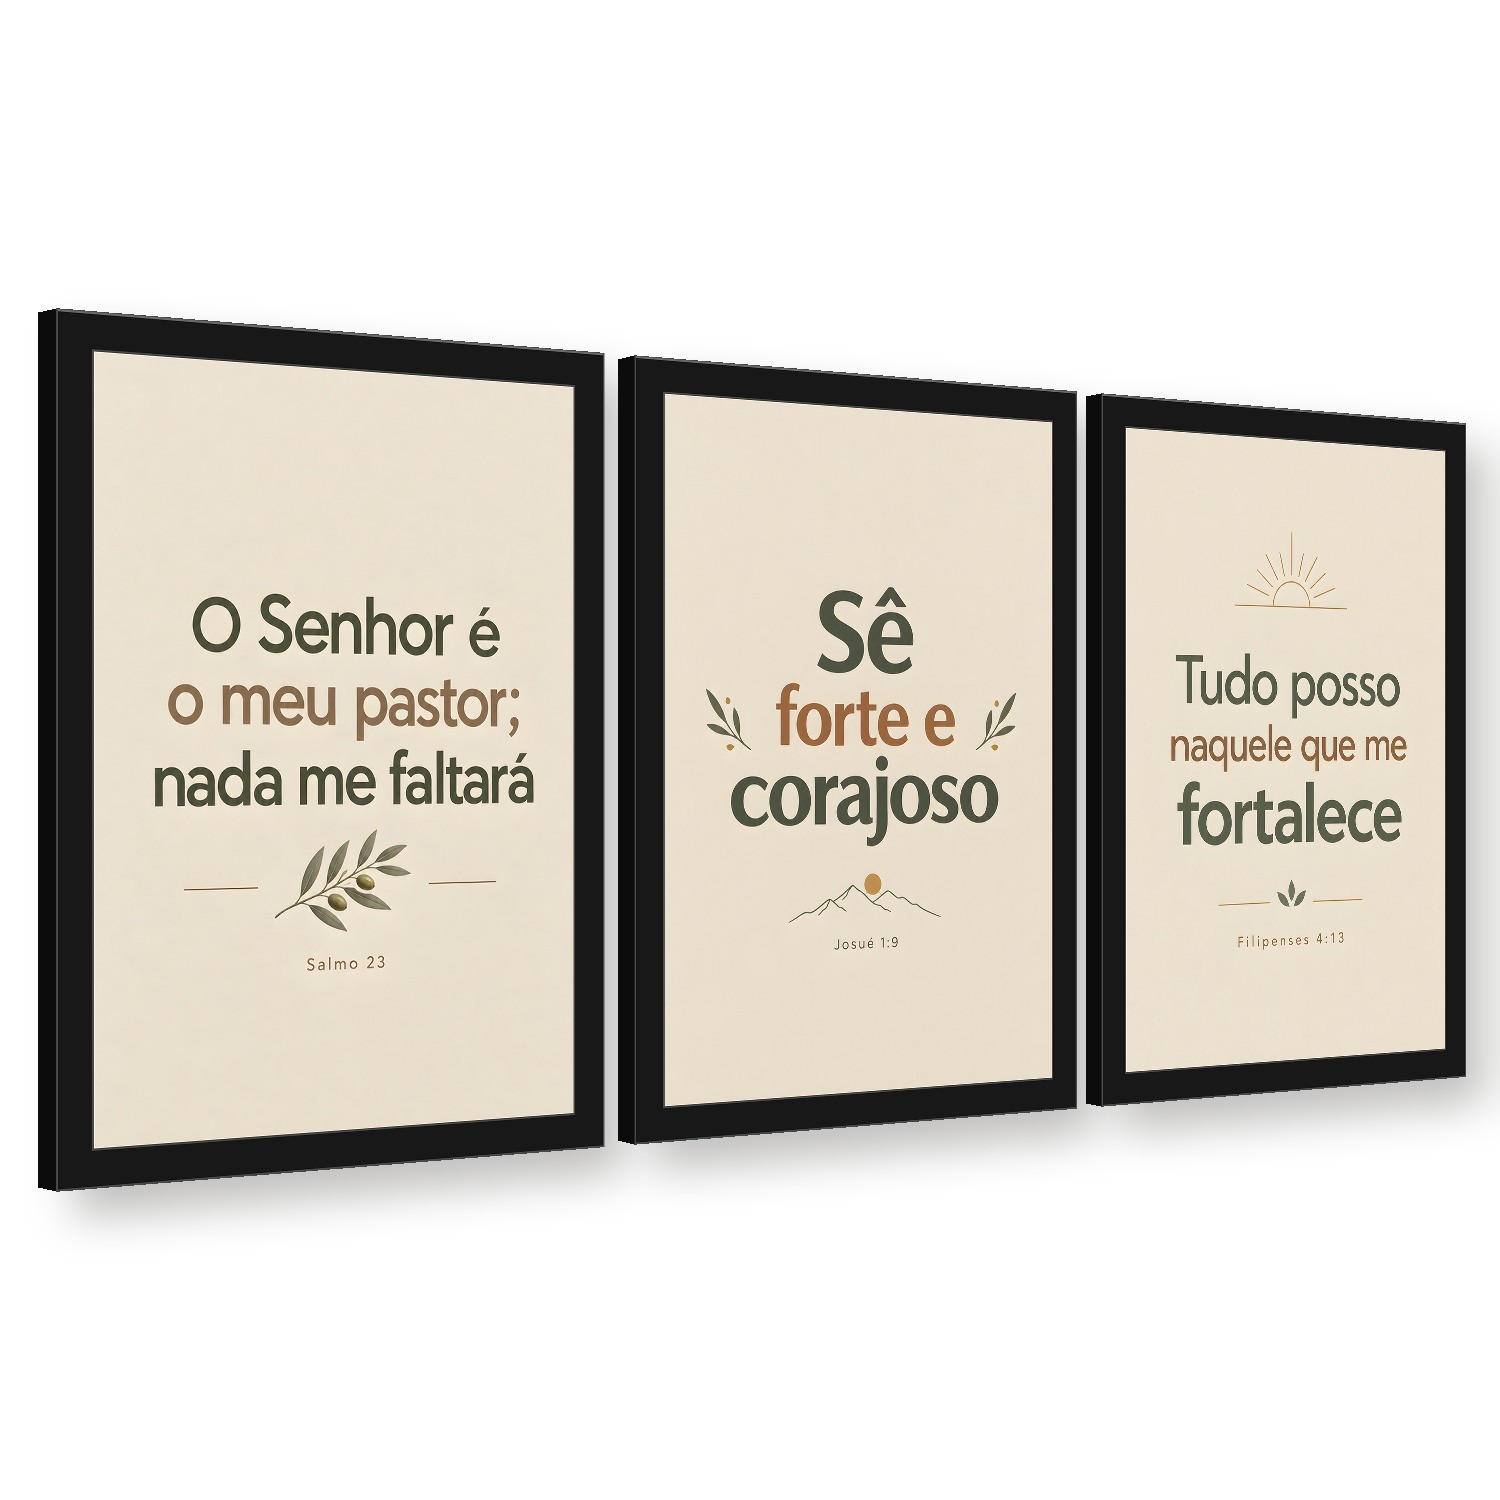 O Senhor é
o meu pastor;
nada me faltará
Salmo 23
Sê
forte e
corajoso
Josué 1:9
Tudo posso
naquele que me
fortalece
Filipenses 4:13